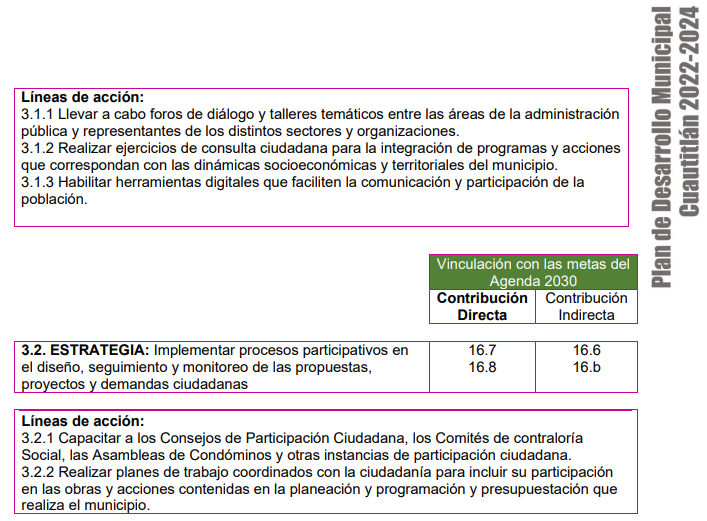 Plan de Desarrollo Municipal
Cuautitlán 2022-2024
Líneas de acción:
3.1.1 Llevar a cabo foros de diálogo y talleres temáticos entre las áreas de la administración
pública y representantes de los distintos sectores y organizaciones.
3.1.2 Realizar ejercicios de consulta ciudadana para la integración de programas y acciones
que correspondan con las dinámicas socioeconómicas y territoriales del municipio.
3.1.3 Habilitar herramientas digitales que faciliten la comunicación y participación de la
población.
Vinculación con las metas del
Agenda 2030
Contribución
Directa
Contribución
Indirecta
3.2. ESTRATEGIA: Implementar procesos participativos en
el diseño, seguimiento y monitoreo de las propuestas,
proyectos y demandas ciudadanas
16.7
16.8
16.6
16.b
Líneas de acción:
3.2.1 Capacitar a los Consejos de Participación Ciudadana, los Comités de contraloría
Social, las Asambleas de Condóminos y otras instancias de participación ciudadana.
3.2.2 Realizar planes de trabajo coordinados con la ciudadanía para incluir su participación
en las obras y acciones contenidas en la planeación y programación y presupuestación que
realiza el municipio.